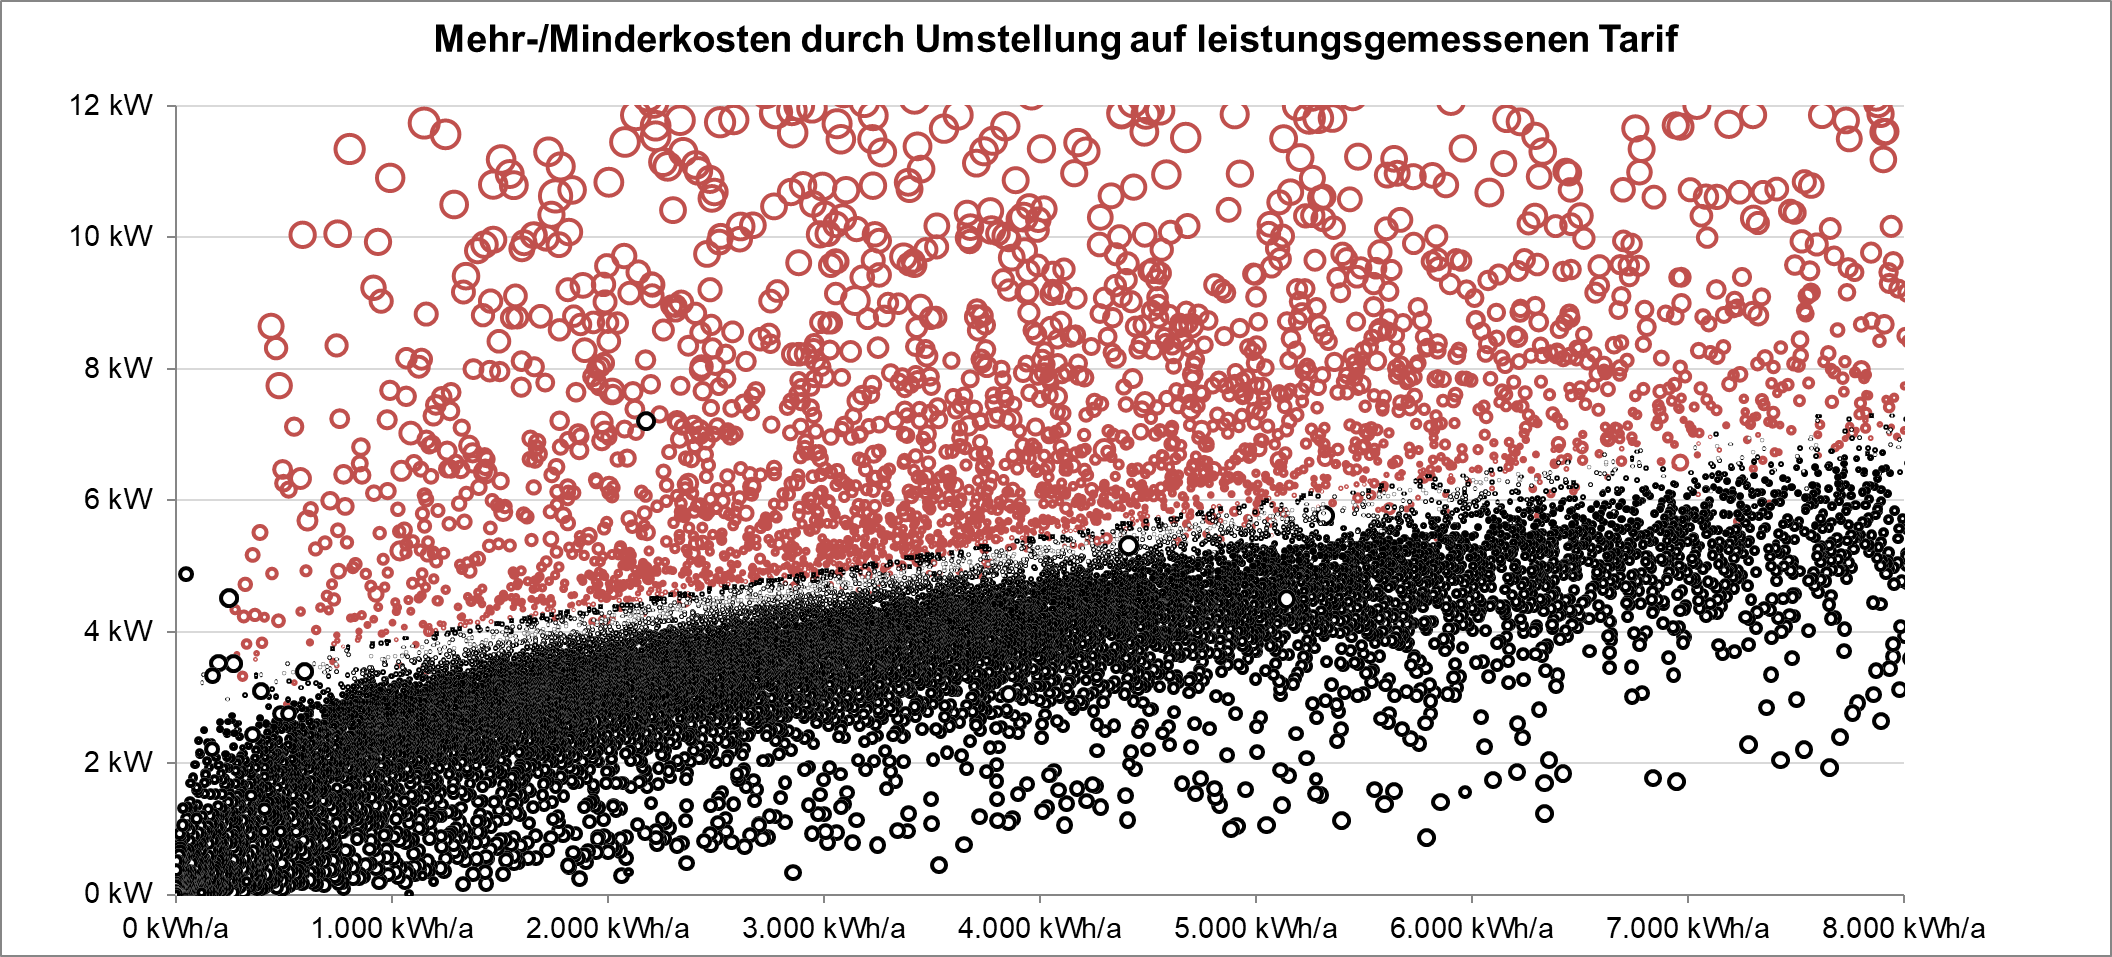 Mehr-/Minderkosten durch Umstellung auf leistungsgemessenen Tarif
12 kW
10 kW
8 kW
6 kW
4 kW
2 kW
0 kW
0 kWh/a 1.000 kWh/a 2.000 kWh/a 3.000 kWh/a 4.000 kWh/a 5.000 kWh/a 6.000 kWh/a 7.000 kWh/a 8.000 kWh/a